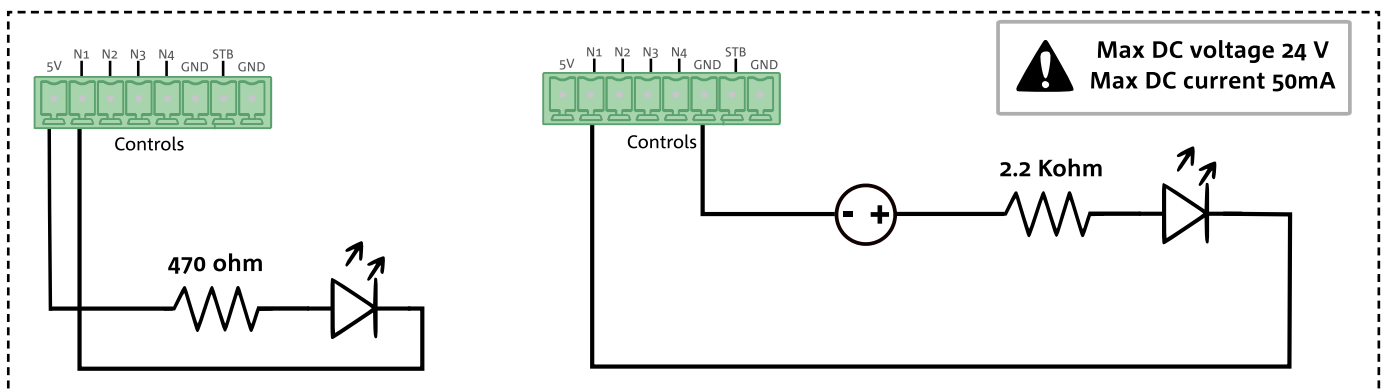 5V N1 N2 N3 N4 GND STB GND
Controls
470 ohm
5V N1 N2 N3 N4 GND STB GND
Controls
- +
2.2 Kohm
!
Max DC voltage 24 V
Max DC current 50mA